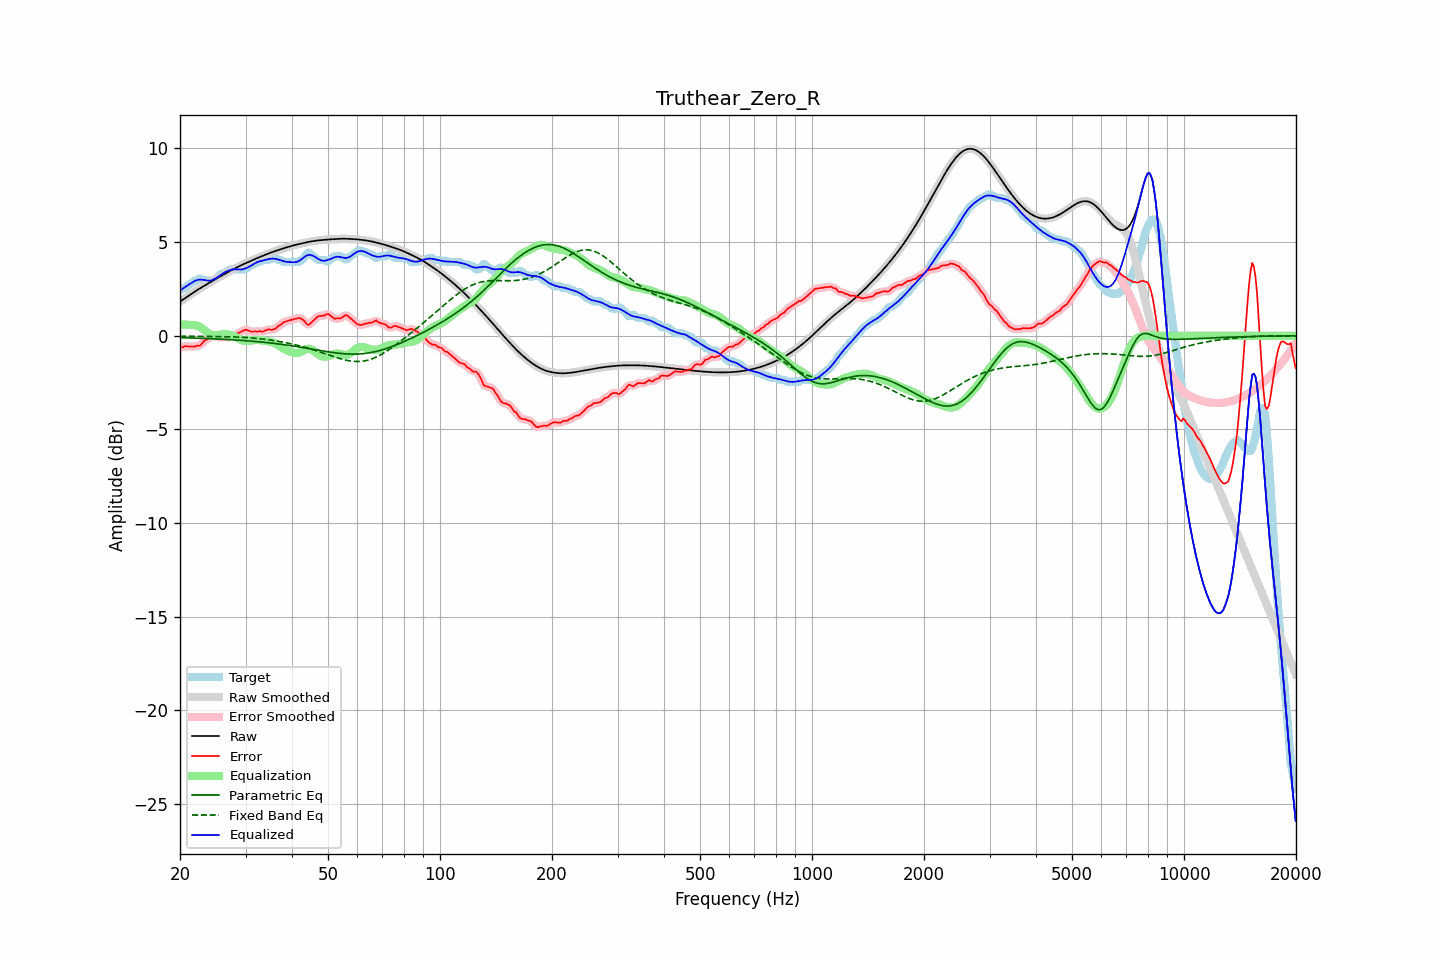 Truthear_Zero_R
10
5
0
−5
−10
−15
−20
−25
Amplitude (dBr)
Target
Raw Smoothed
Error Smoothed
Raw
Error
Equalization
Parametric Eq
Fixed Band Eq
Equalized
20 50 100 200 500 1000 2000 5000 10000 20000
Frequency (Hz)